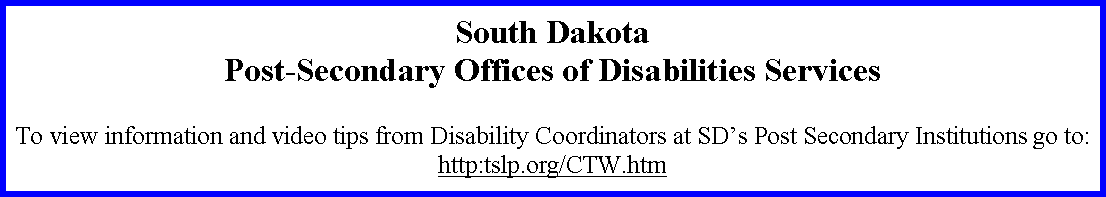 South Dakota
Post-Secondary Offices of Disabilities Services
To view information and video tips from Disability Coordinators at SD’s Post Secondary Institutions go to:
http:tslp.org/CTW.htm